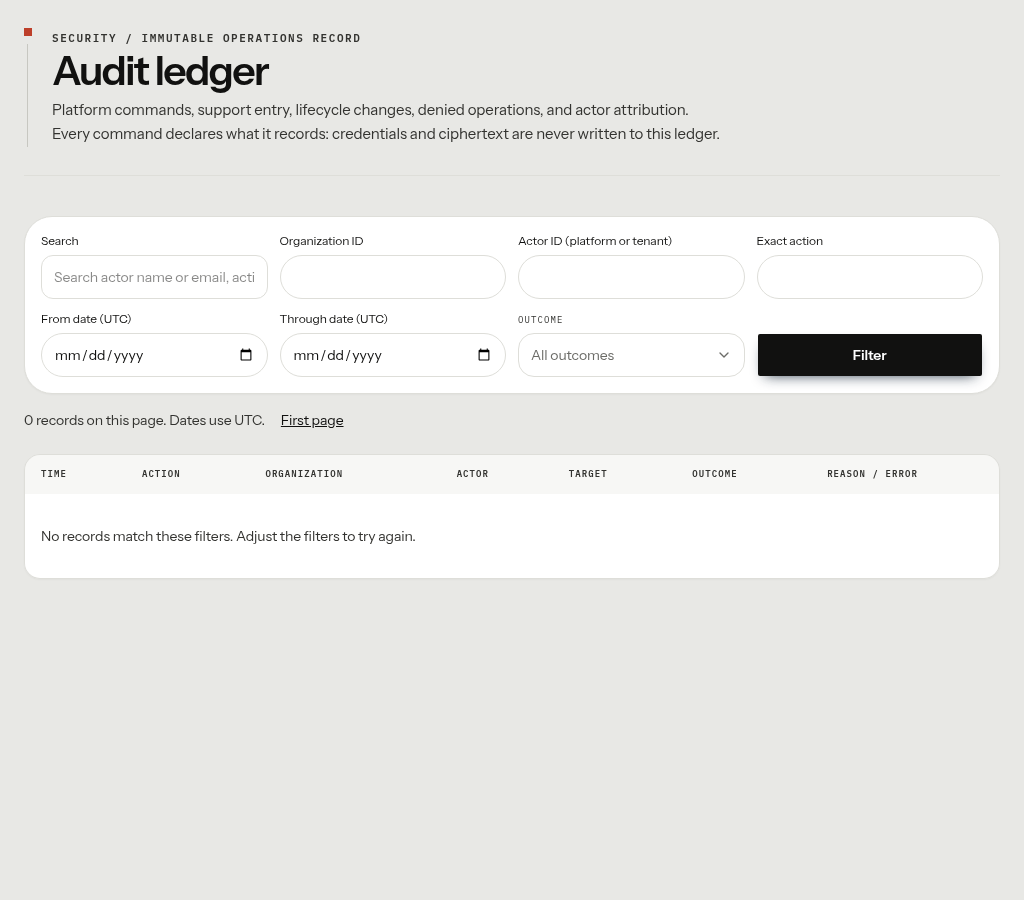 SECURITY / IMMUTABLE OPERATIONS RECORD
Audit ledger
Platform commands, support entry, lifecycle changes, denied operations, and actor attribution.
Every command declares what it records: credentials and ciphertext are never written to this ledger.
Search
Organization ID
Actor ID (platform or tenant)
Exact action
Search actor name or email, acti
From date (UTC)
Through date (UTC)
OUTCOME
mm/dd/yyyy
mm/dd/yyyy
All outcomes
Filter
0 records on this page. Dates use UTC.
First page
TIME
ACTION
ORGANIZATION
ACTOR
TARGET
OUTCOME
REASON / ERROR
No records match these filters. Adjust the filters to try again.